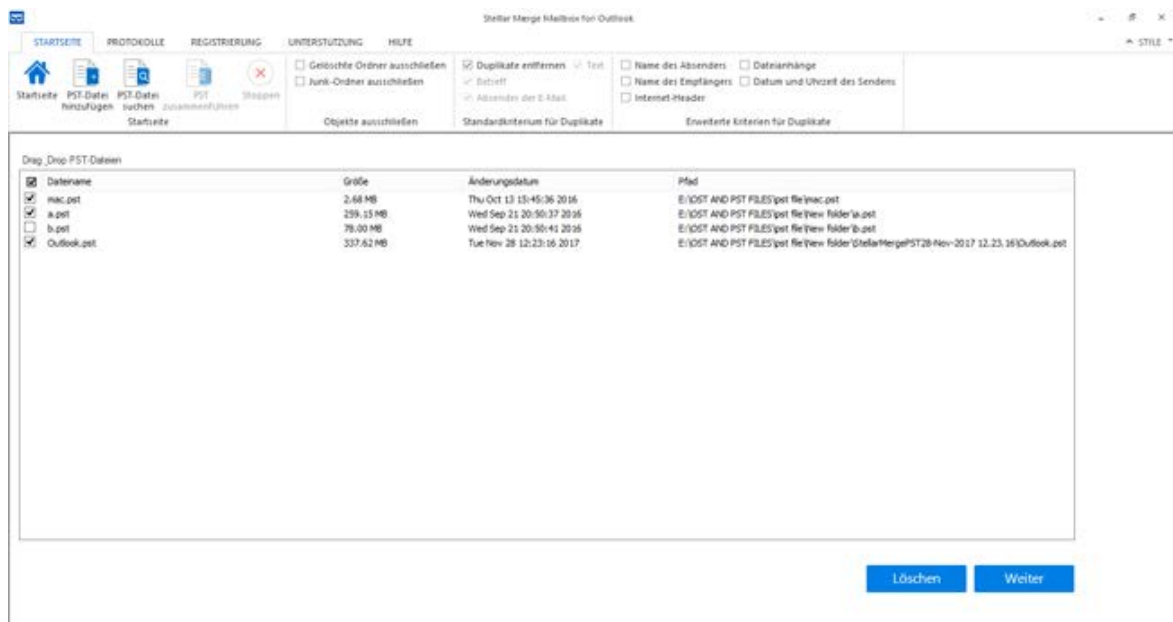 Stellar Merge Mailbox for Outlook
STARTSEITE PROTOKOLLE REGISTRIERUNG UNTERSTÜTZUNG HILFE STILE
Gelöschte Ordner ausschließen Duplikate entfernen Text Name des Absenders Dateianhänge
Junk-Ordner ausschließen Betreff Name des Empfängers Datum und Uhrzeit des Sendens
Absender der E-Mail Internet-Header
Startseite PST-Datei hinzufügen PST-Datei suchen PST zusammenführen Stoppen
Startseite Objekte ausschließen Standardkriterium für Duplikate Erweiterte Kriterien für Duplikate
Drag_Drop PST-Dateien
Dateiname Größe Änderungsdatum Pfad
mac.pst 2.68 MB Thu Oct 13 15:45:36 2016 E:\OST AND PST FILES\pst file\mac.pst
a.pst 259.15 MB Wed Sep 21 20:50:37 2016 E:\OST AND PST FILES\pst file\new folder\a.pst
b.pst 78.00 MB Wed Sep 21 20:50:41 2016 E:\OST AND PST FILES\pst file\new folder\b.pst
Outlook.pst 337.62 MB Tue Nov 28 12:23:16 2017 E:\OST AND PST FILES\pst file\new folder\StellarMergePST28-Nov-2017 12.23.16\Outlook.pst
Löschen Weiter